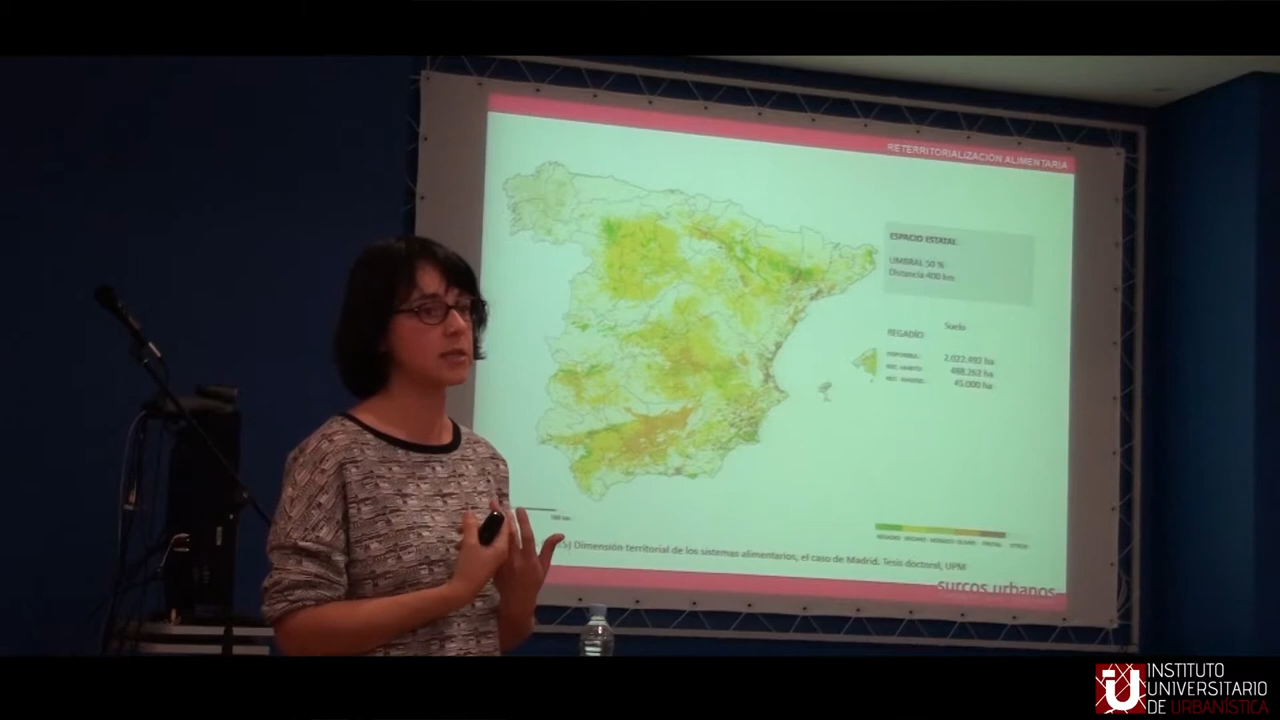 RETERRITORIALIZACIÓN ALIMENTARIA
ESPACIO ESTATAL
UMBRAL 50 %
Distancia 400 km
Suelo
REGADÍO:
2.022.492 ha
488.262 ha
45.000 ha
100 km
Dimensión territorial de los sistemas alimentarios, el caso de Madrid. Tesis doctoral, UPM
surcos urbanos
INSTITUTO
UNIVERSITARIO
DE URBANÍSTICA